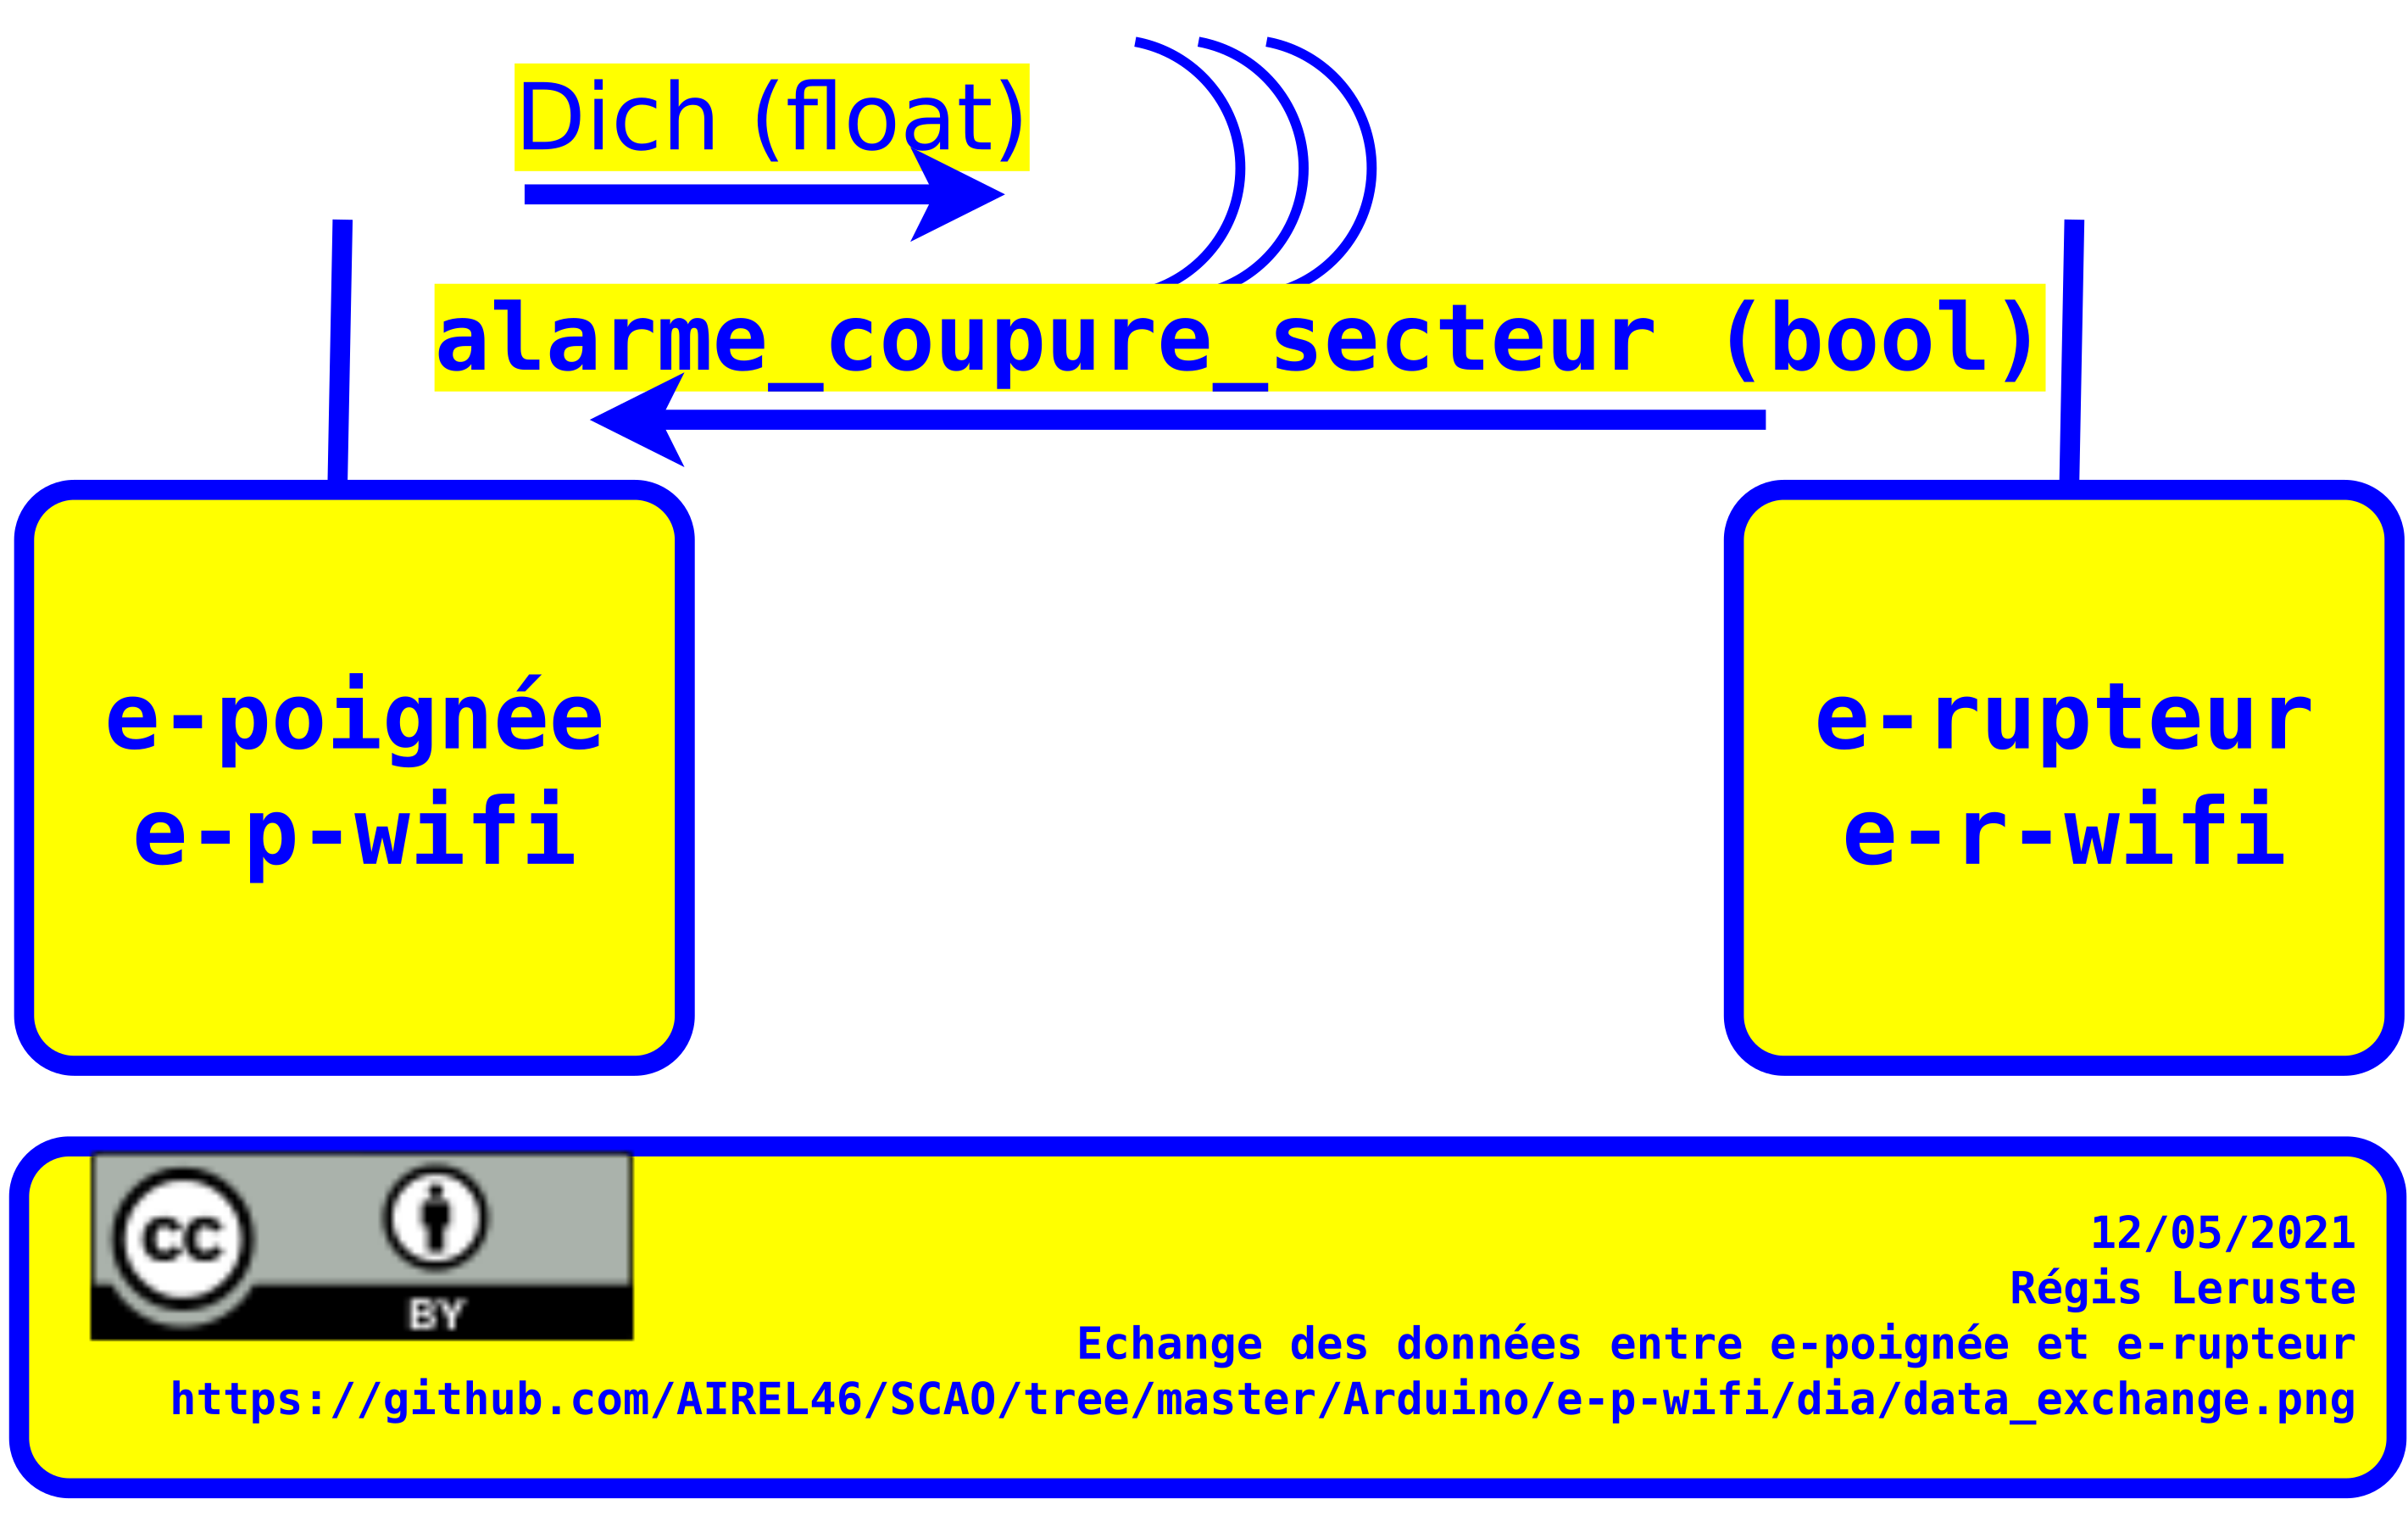 Dich (float)
alarme_coupure_secteur (bool)
e-poignée
e-p-wifi
e-rupteur
e-r-wifi
CC
BY
12/05/2021
Régis Leruste
Echange des données entre e-poignée et e-rupteur
https://github.com/AIREL46/SCAO/tree/master/Arduino/e-p-wifi/dia/data_exchange.png